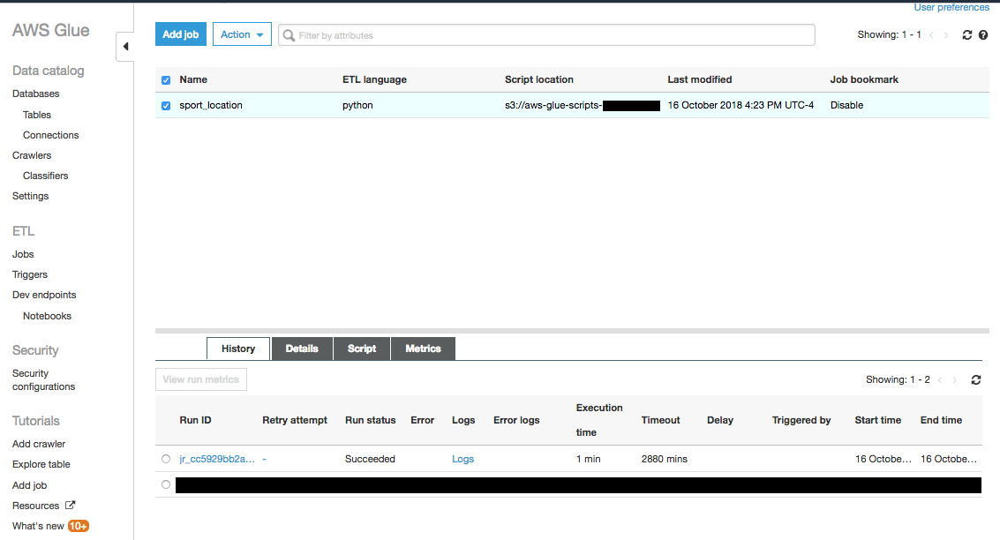 User preferences
AWS Glue
Data catalog
Databases
Tables
Connections
Crawlers
Classifiers
Settings
ETL
Jobs
Triggers
Dev endpoints
Notebooks
Security
Security
configurations
Tutorials
Add crawler
Explore table
Add job
Resources
What's new 10+
Add job Action Filter by attributes Showing: 1 - 1
Name ETL language Script location Last modified Job bookmark
sport_location python s3://aws-glue-scripts- 16 October 2018 4:23 PM UTC-4 Disable
History Details Script Metrics
View run metrics Showing: 1 - 2
Run ID Retry attempt Run status Error Logs Error logs Execution time Timeout Delay Triggered by Start time End time
jr_cc5929bb2a... - Succeeded Logs 1 min 2880 mins 16 Octobe... 16 Octobe...